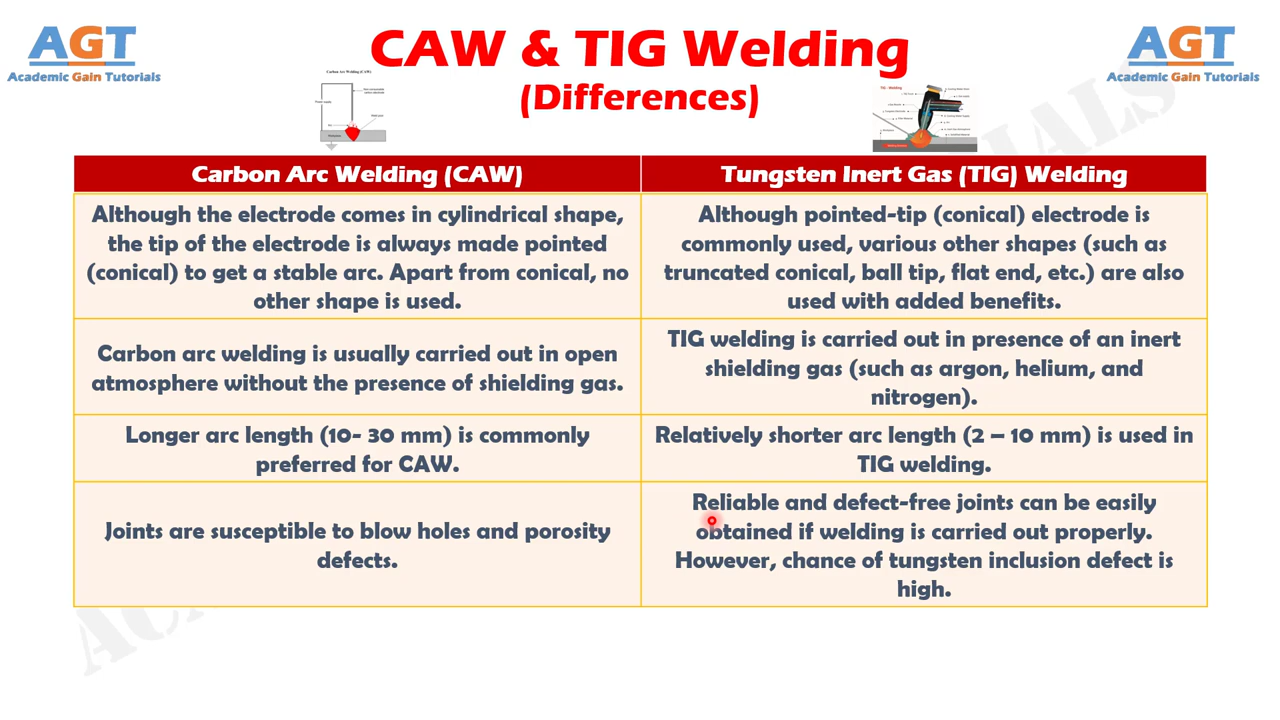 AGT
Academic Gain Tutorials
CAW & TIG Welding
(Differences)
AGT
Academic Gain Tutorials
Carbon Arc Welding (CAW)
TIG - Welding
Carbon Arc Welding (CAW)
Tungsten Inert Gas (TIG) Welding
Although the electrode comes in cylindrical shape,
the tip of the electrode is always made pointed
(conical) to get a stable arc. Apart from conical, no
other shape is used.
Although pointed-tip (conical) electrode is
commonly used, various other shapes (such as
truncated conical, ball tip, flat end, etc.) are also
used with added benefits.
Carbon arc welding is usually carried out in open
atmosphere without the presence of shielding gas.
TIG welding is carried out in presence of an inert
shielding gas (such as argon, helium, and
nitrogen).
Longer arc length (10- 30 mm) is commonly
preferred for CAW.
Relatively shorter arc length (2 – 10 mm) is used in
TIG welding.
Joints are susceptible to blow holes and porosity
defects.
Reliable and defect-free joints can be easily
obtained if welding is carried out properly.
However, chance of tungsten inclusion defect is
high.